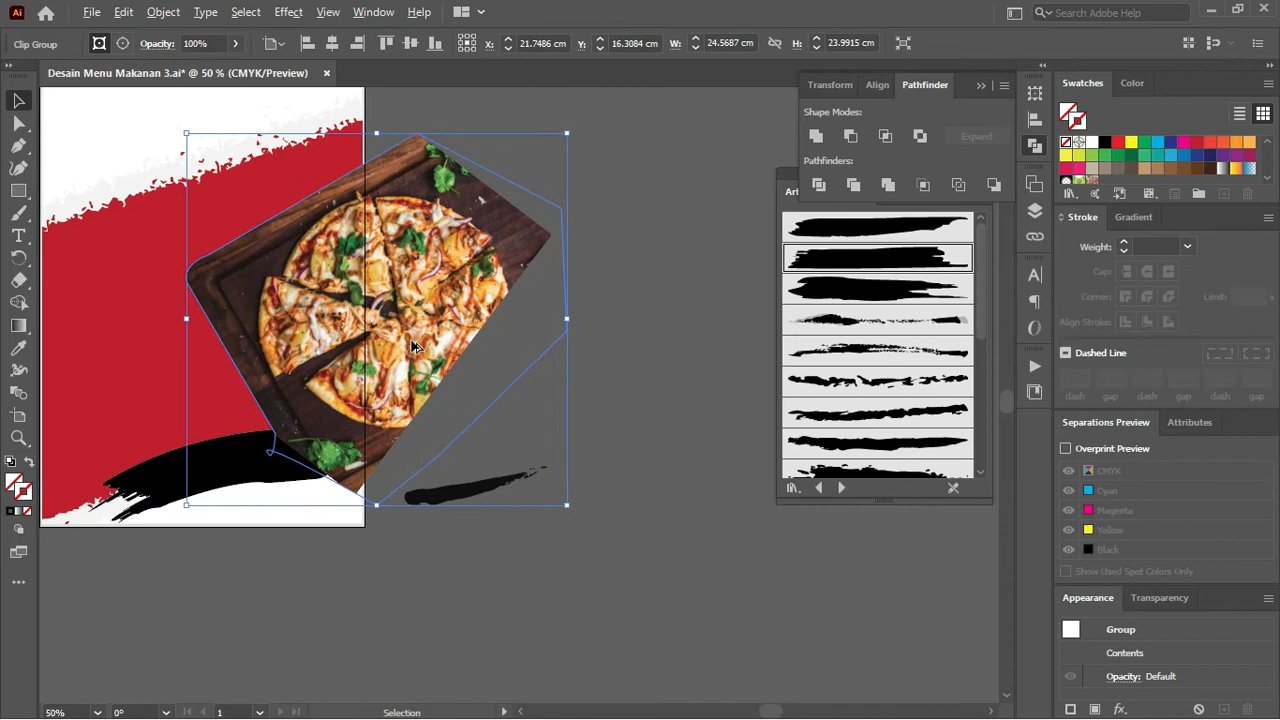 Ai File Edit Object Type Select Effect View Window Help Search Adobe Help
Clip Group Opacity: 100% X: 21.7486 cm Y: 16.3084 cm W: 24.5687 cm H: 23.9915 cm
Desain Menu Makanan 3.ai* @ 50 % (CMYK/Preview)
Transform Align Pathfinder
Shape Modes:
Expand
Pathfinders:
Art
Swatches Color
Stroke Gradient
Weight:
Cap:
Corner: Limit:
Align Stroke:
Dashed Line
dash gap dash gap dash gap
Separations Preview Attributes
Overprint Preview
CMYK
Cyan
Magenta
Yellow
Black
Show Used Spot Colors Only
Appearance Transparency
Group
Contents
Opacity: Default
50% 0° 1 Selection